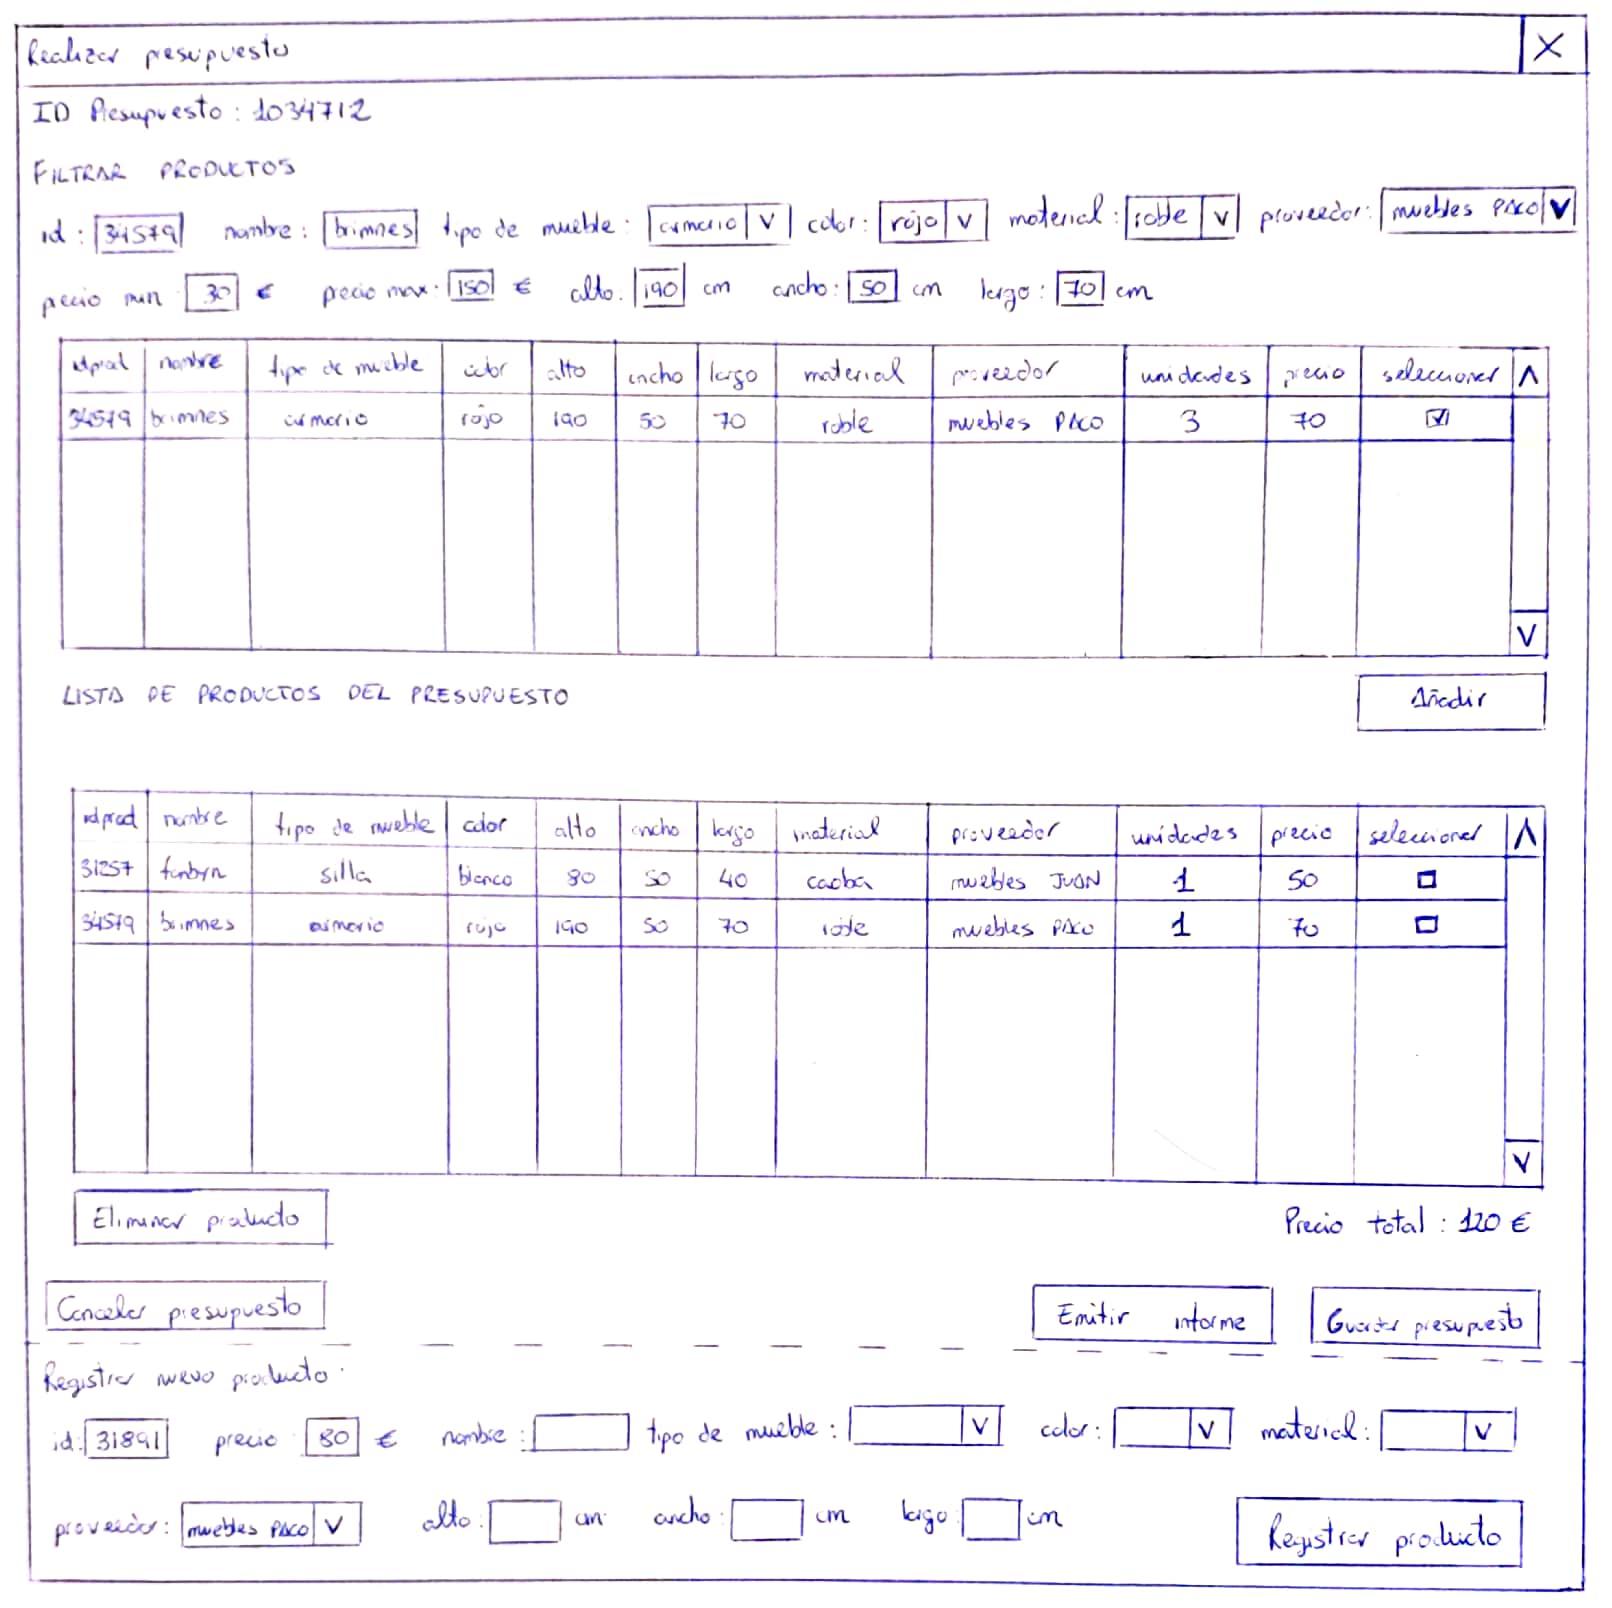 Realizar presupuesto X
ID Presupuesto : 1034712
FILTRAR PRODUCTOS
id : 34579 nombre : brimnes tipo de mueble : armario V color : rojo V material : roble V proveedor : muebles PACO V
precio min : 30 € precio max : 150 € alto : 190 cm ancho : 50 cm largo : 70 cm
idprod nombre tipo de mueble color alto ancho largo material proveedor unidades precio seleccionar
34579 brimnes armario rojo 190 50 70 roble muebles PACO 3 70
LISTA DE PRODUCTOS DEL PRESUPUESTO
Añadir
idprod nombre tipo de mueble color alto ancho largo material proveedor unidades precio seleccionar
31257 silla blanco 80 50 40 caoba muebles JUAN 1 50
34579 brimnes armario rojo 190 50 70 roble muebles PACO 1 70
Eliminar producto
Precio total : 120 €
Cancelar presupuesto Emitir informe Guardar presupuesto
Registrar nuevo producto
id : 31891 precio 80 € nombre : tipo de mueble : V color : V material : V
proveedor : muebles PACO V alto : cm ancho : cm largo cm
Registrar producto